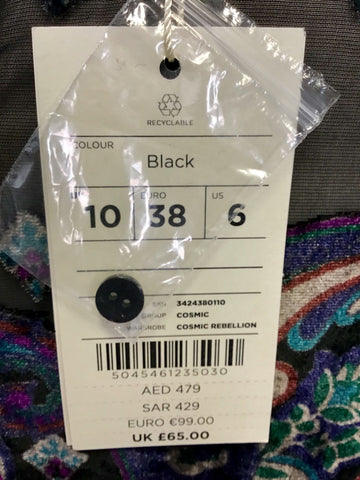 RECYCLABLE
COLOUR
Black
UK EURO US
10 38 6
SKU 3424380110
GROUP COSMIC
WARDROBE COSMIC REBELLION
5045461235030
AED 479
SAR 429
EURO €99.00
UK £65.00